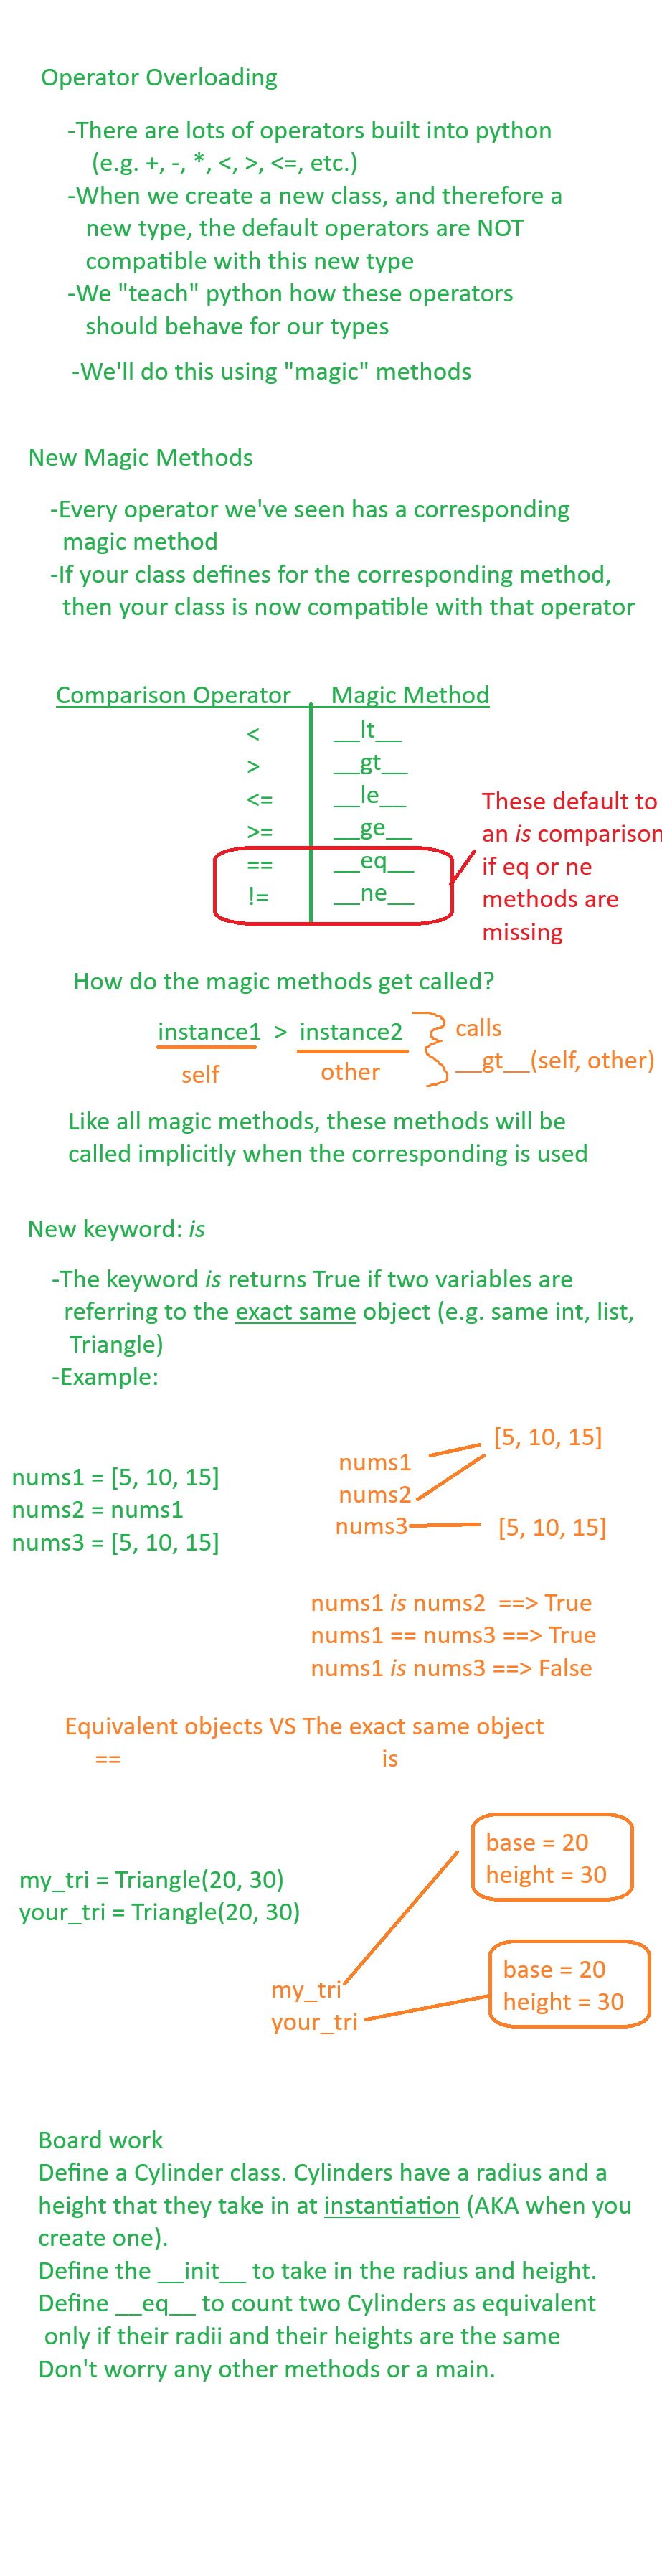 Operator Overloading
-There are lots of operators built into python
(e.g. +, -, *, <, >, <=, etc.)
-When we create a new class, and therefore a
new type, the default operators are NOT
compatible with this new type
-We "teach" python how these operators
should behave for our types
-We'll do this using "magic" methods
New Magic Methods
-Every operator we've seen has a corresponding
magic method
-If your class defines for the corresponding method,
then your class is now compatible with that operator
Comparison Operator Magic Method
< __lt__
> __gt__
<= __le__
>= __ge__
== __eq__
!= __ne__
These default to
an is comparison
if eq or ne
methods are
missing
How do the magic methods get called?
instance1 > instance2
self other
calls
__gt__(self, other)
Like all magic methods, these methods will be
called implicitly when the corresponding is used
New keyword: is
-The keyword is returns True if two variables are
referring to the exact same object (e.g. same int, list,
Triangle)
-Example:
nums1 = [5, 10, 15]
nums2 = nums1
nums3 = [5, 10, 15]
nums1 [5, 10, 15]
nums2
nums3 [5, 10, 15]
nums1 is nums2 ==> True
nums1 == nums3 ==> True
nums1 is nums3 ==> False
Equivalent objects VS The exact same object
== is
my_tri = Triangle(20, 30)
your_tri = Triangle(20, 30)
base = 20
height = 30
base = 20
height = 30
my_tri
your_tri
Board work
Define a Cylinder class. Cylinders have a radius and a
height that they take in at instantiation (AKA when you
create one).
Define the __init__ to take in the radius and height.
Define __eq__ to count two Cylinders as equivalent
only if their radii and their heights are the same
Don't worry any other methods or a main.